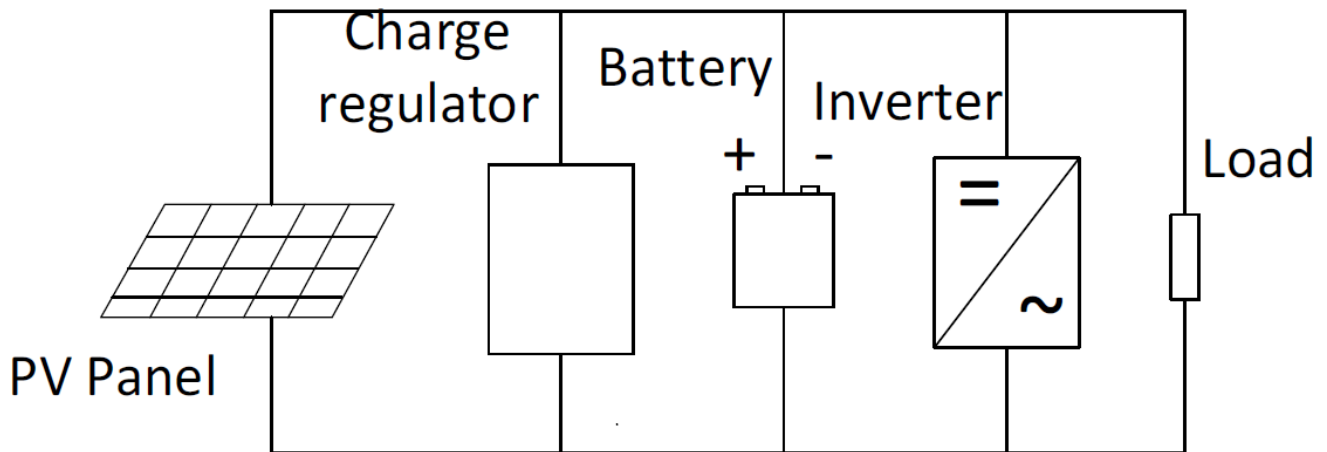 Charge
regulator
Battery
Inverter
+ -
=
~
Load
PV Panel